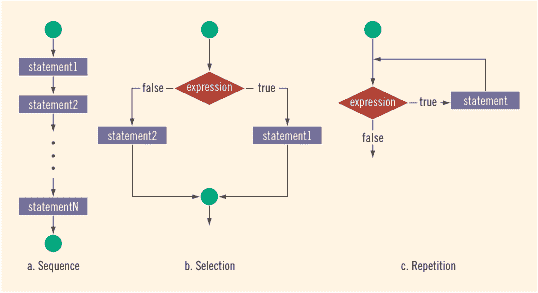 statement1
statement2
statementN
a. Sequence
expression
false
true
statement2
statement1
b. Selection
expression
true
statement
false
c. Repetition